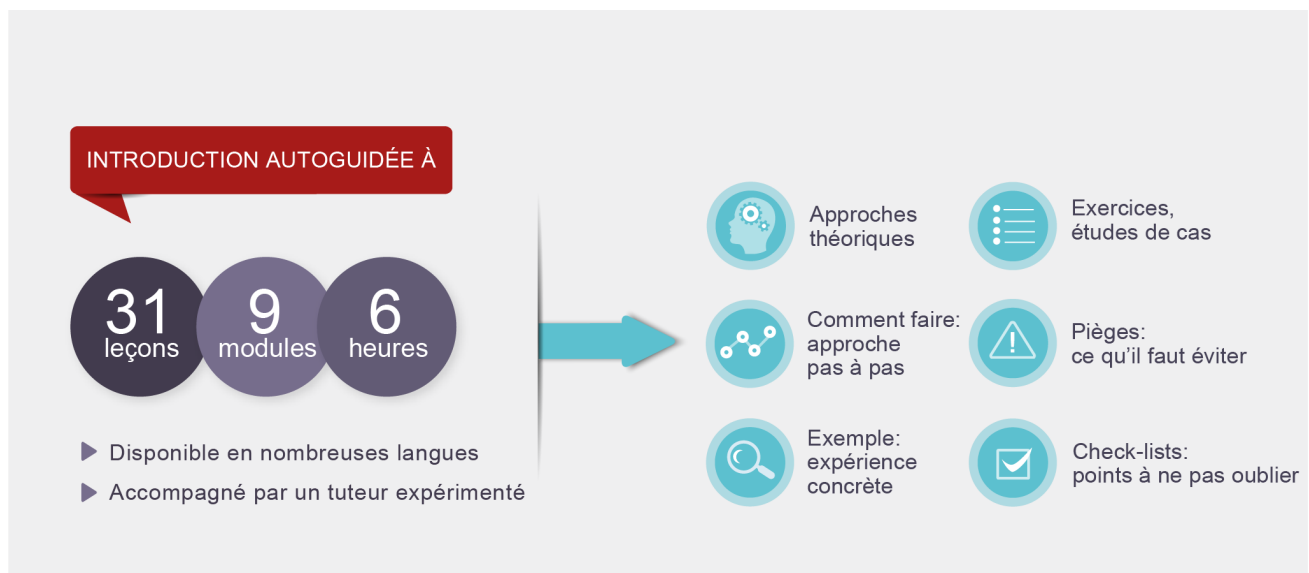 INTRODUCTION AUTOGUIDÉE À
31
leçons
9
modules
6
heures
Disponible en nombreuses langues
Accompagné par un tuteur expérimenté
Approches
théoriques
Comment faire:
approche
pas à pas
Exemple:
expérience
concrète
Exercices,
études de cas
Pièges:
ce qu'il faut éviter
Check-lists:
points à ne pas oublier